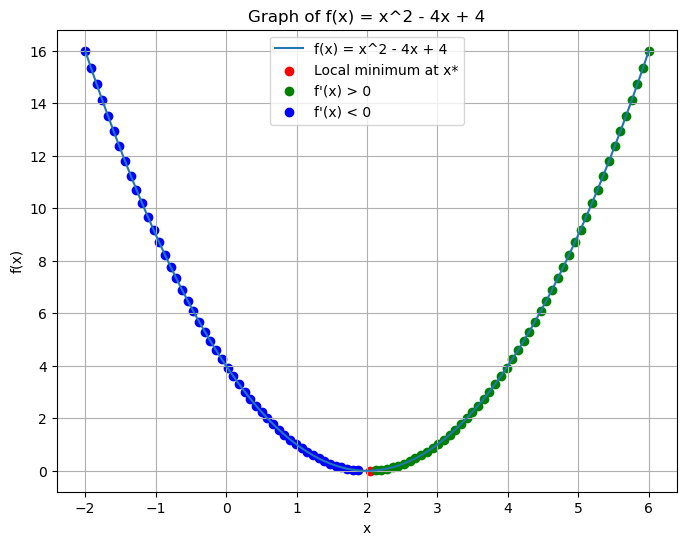 Graph of f(x) = x^2 - 4x + 4
f(x) = x^2 - 4x + 4
Local minimum at x*
f'(x) > 0
f'(x) < 0
16
14
12
10
8
6
4
2
0
f(x)
−2 −1 0 1 2 3 4 5 6
x